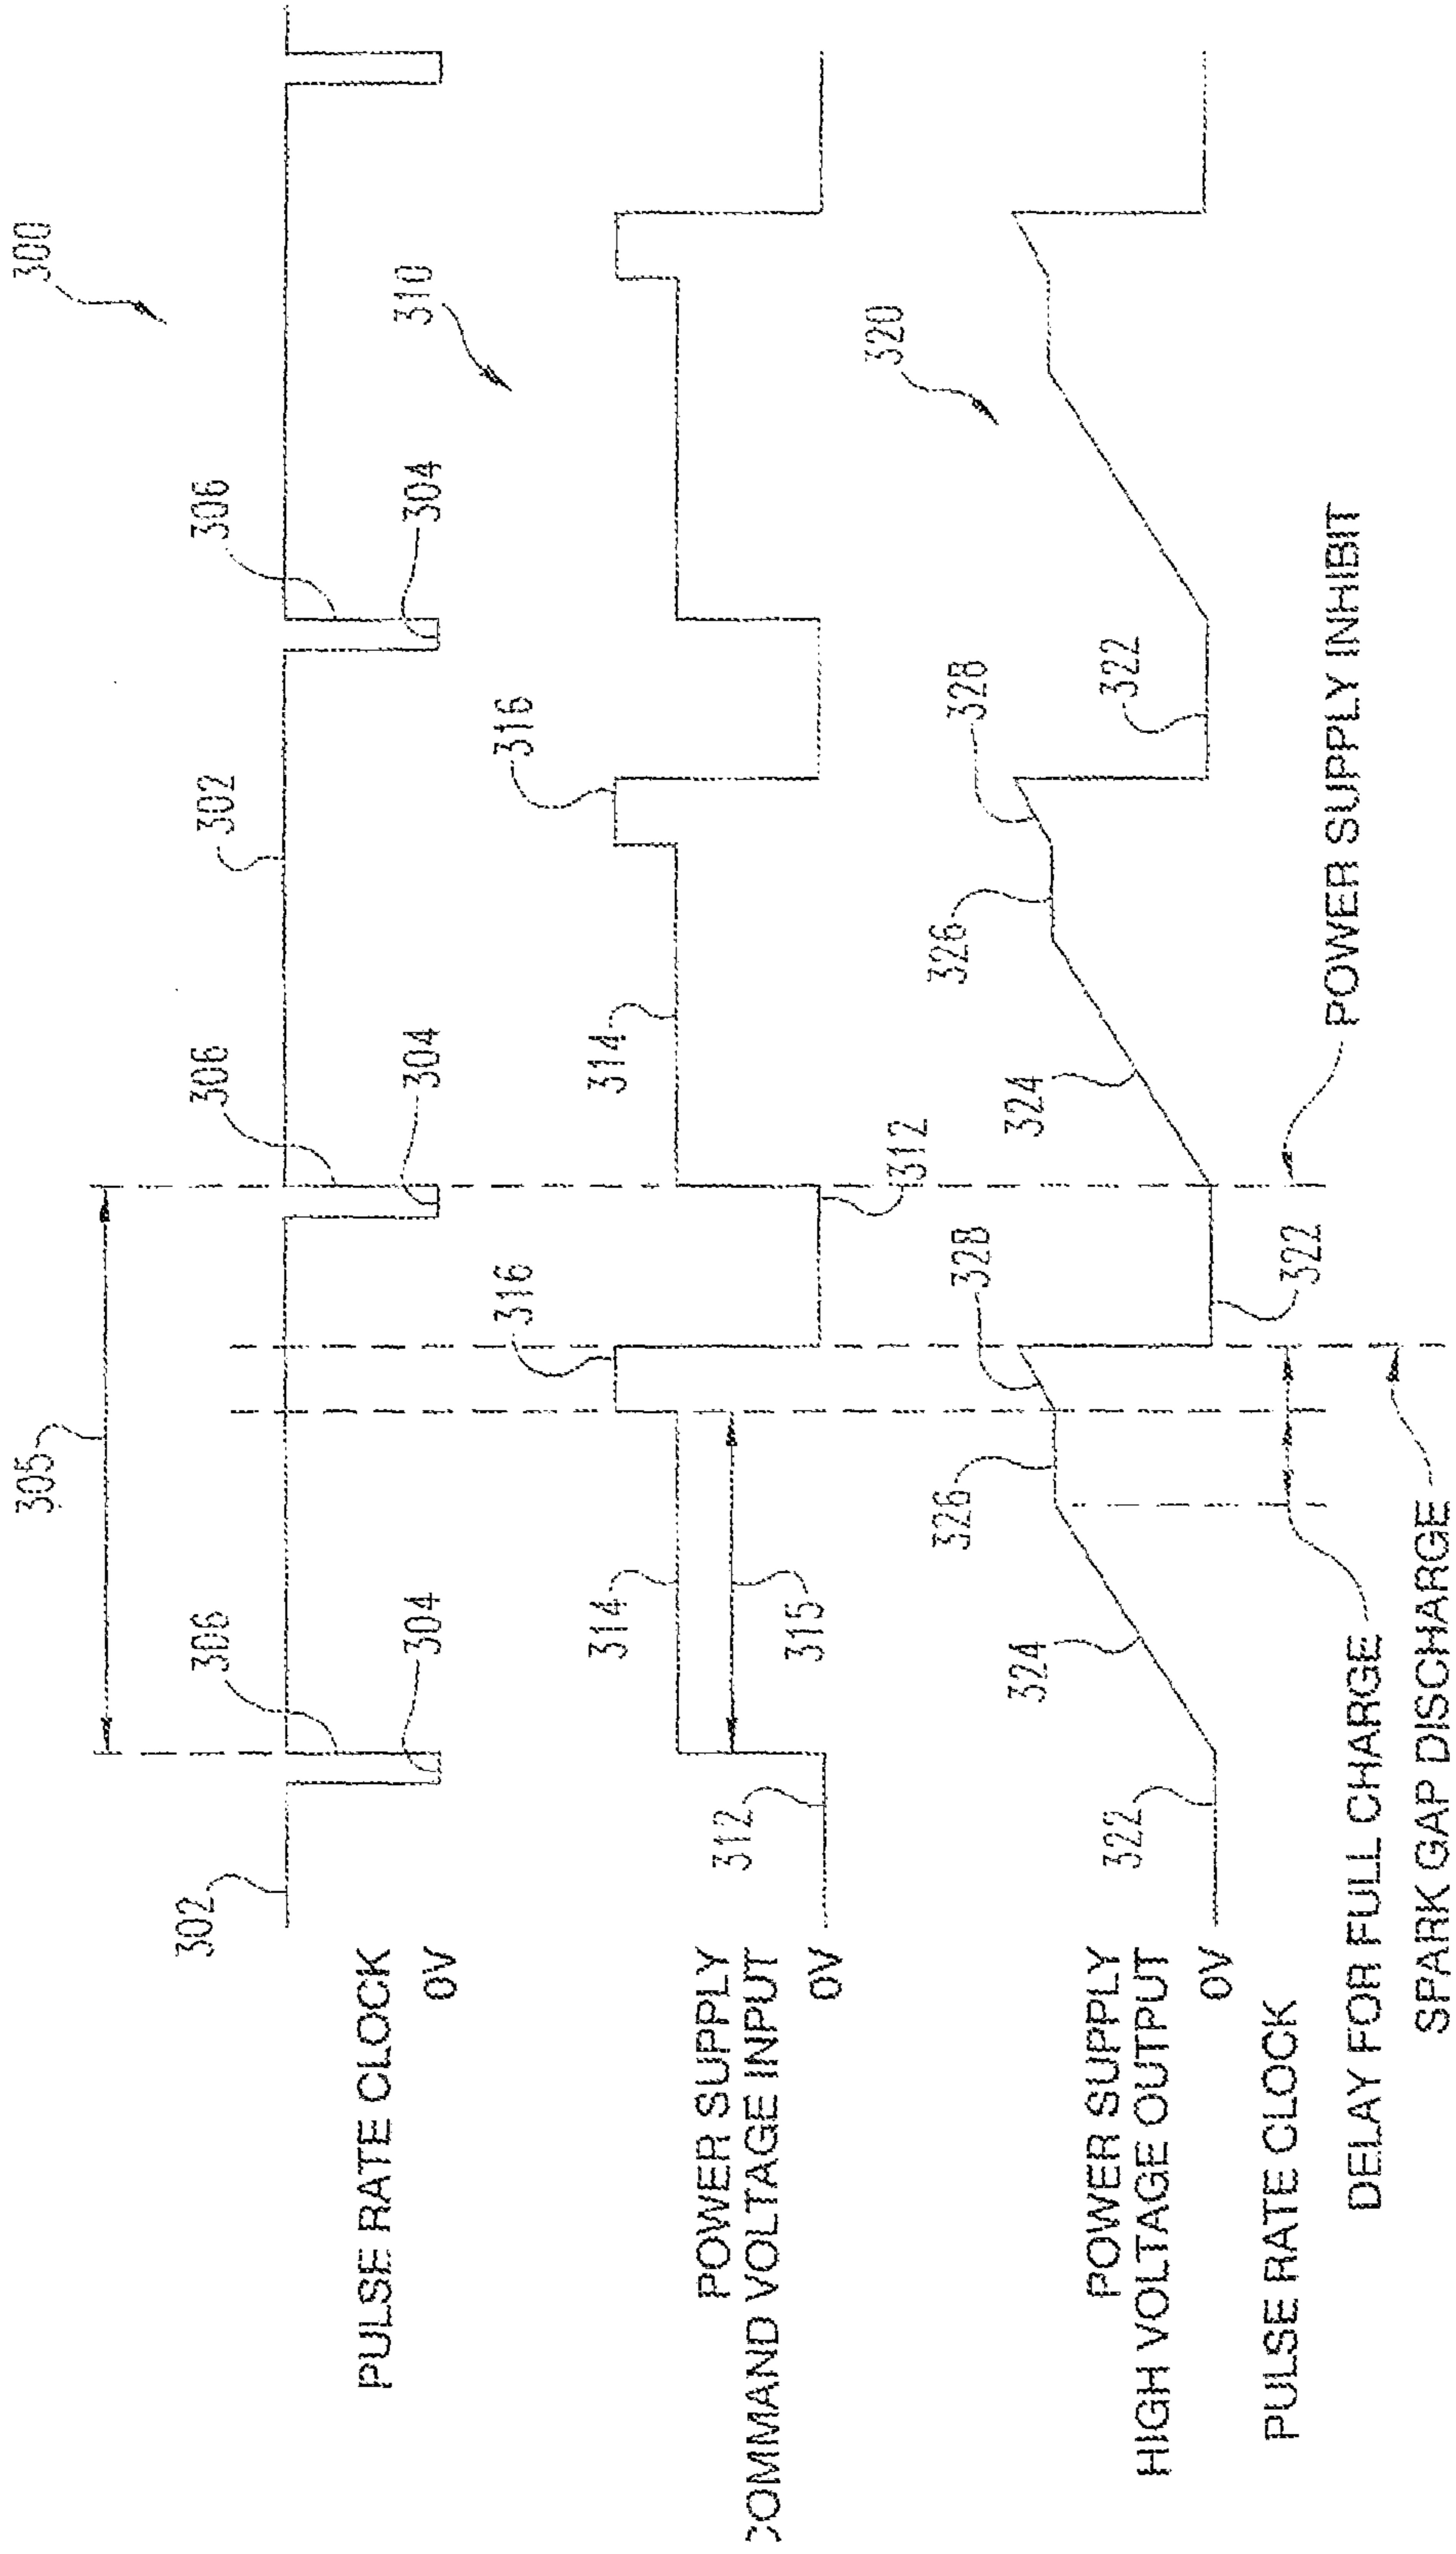 300
305
302
306
304
306
304
302
306
304
PULSE RATE CLOCK
0V
310
316
316
314
314
315
312
312
POWER SUPPLY
COMMAND VOLTAGE INPUT
0V
320
328
328
326
326
324
324
322
322
322
POWER SUPPLY
HIGH VOLTAGE OUTPUT
0V
PULSE RATE CLOCK
POWER SUPPLY INHIBIT
DELAY FOR FULL CHARGE
SPARK GAP DISCHARGE